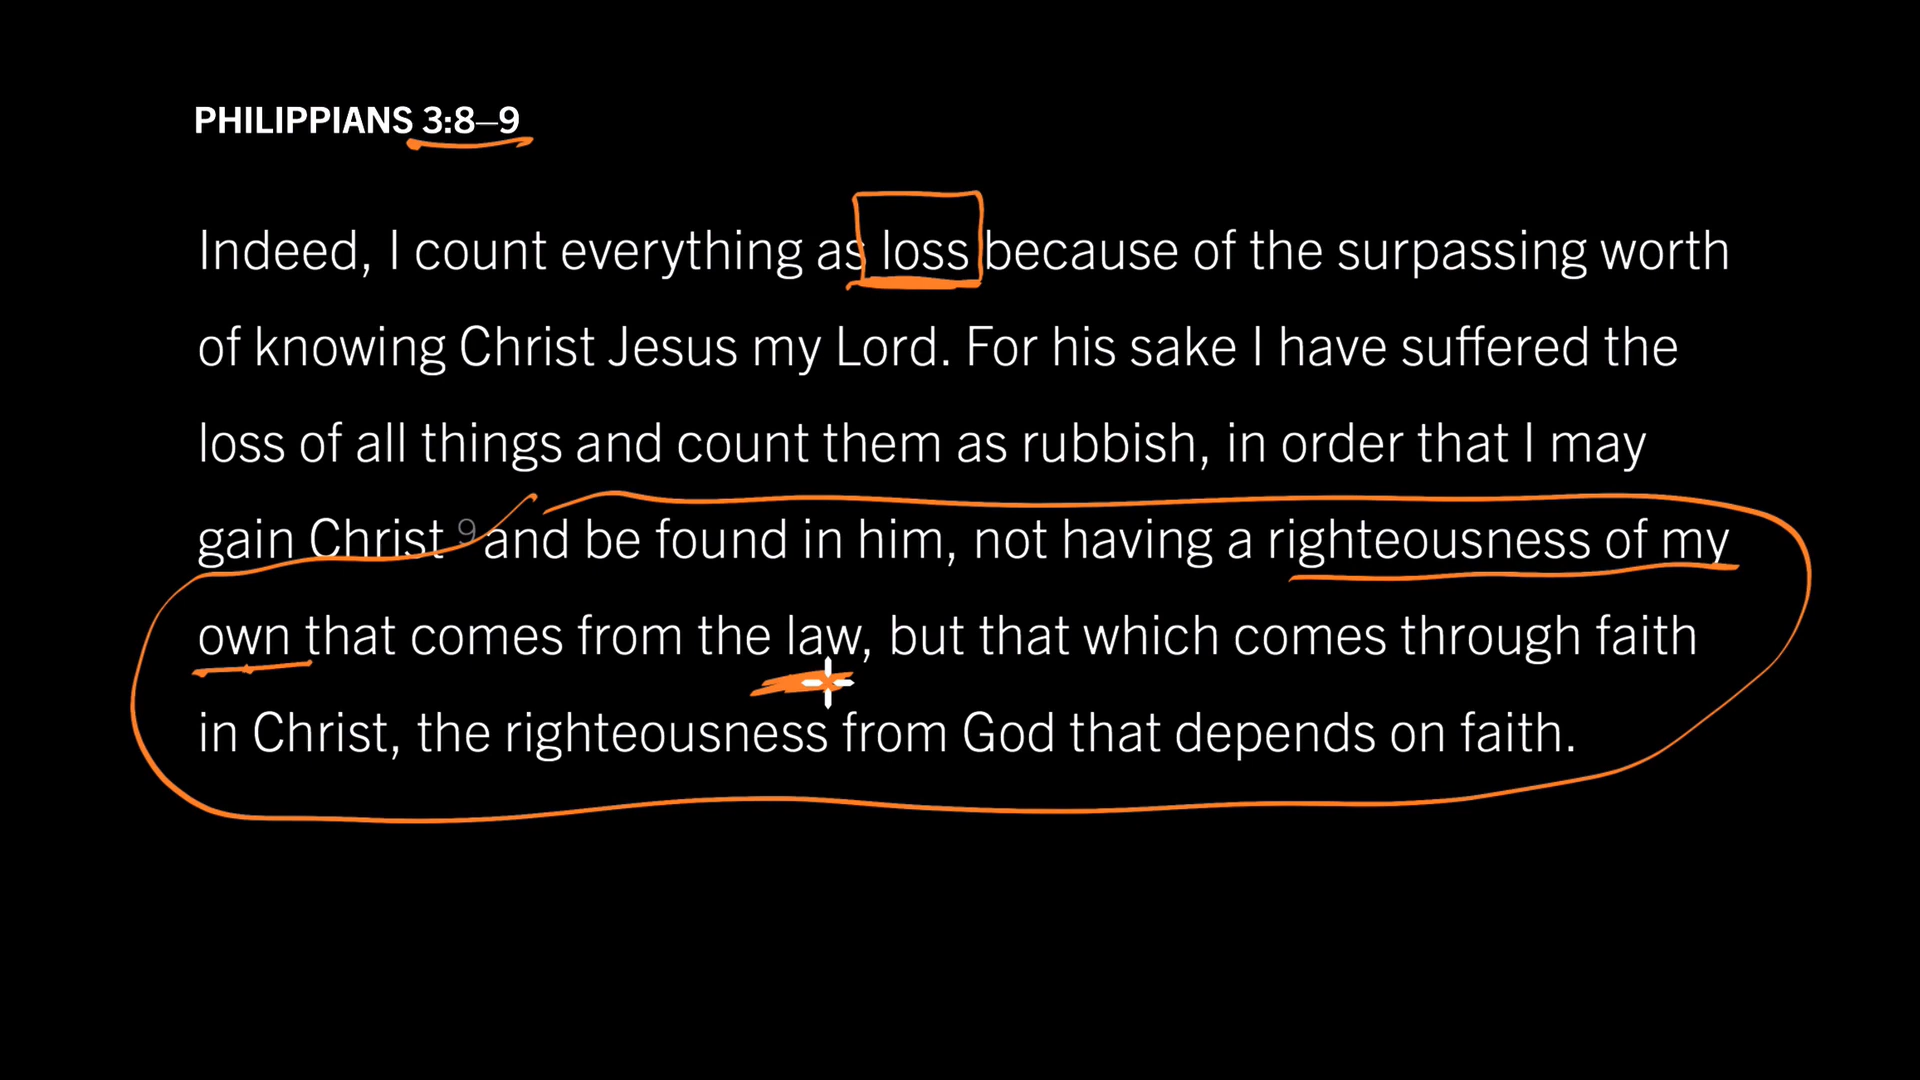 PHILIPPIANS 3:8–9
Indeed, I count everything as loss because of the surpassing worth
of knowing Christ Jesus my Lord. For his sake I have suffered the
loss of all things and count them as rubbish, in order that I may
gain Christ 9 and be found in him, not having a righteousness of my
own that comes from the law, but that which comes through faith
in Christ, the righteousness from God that depends on faith.